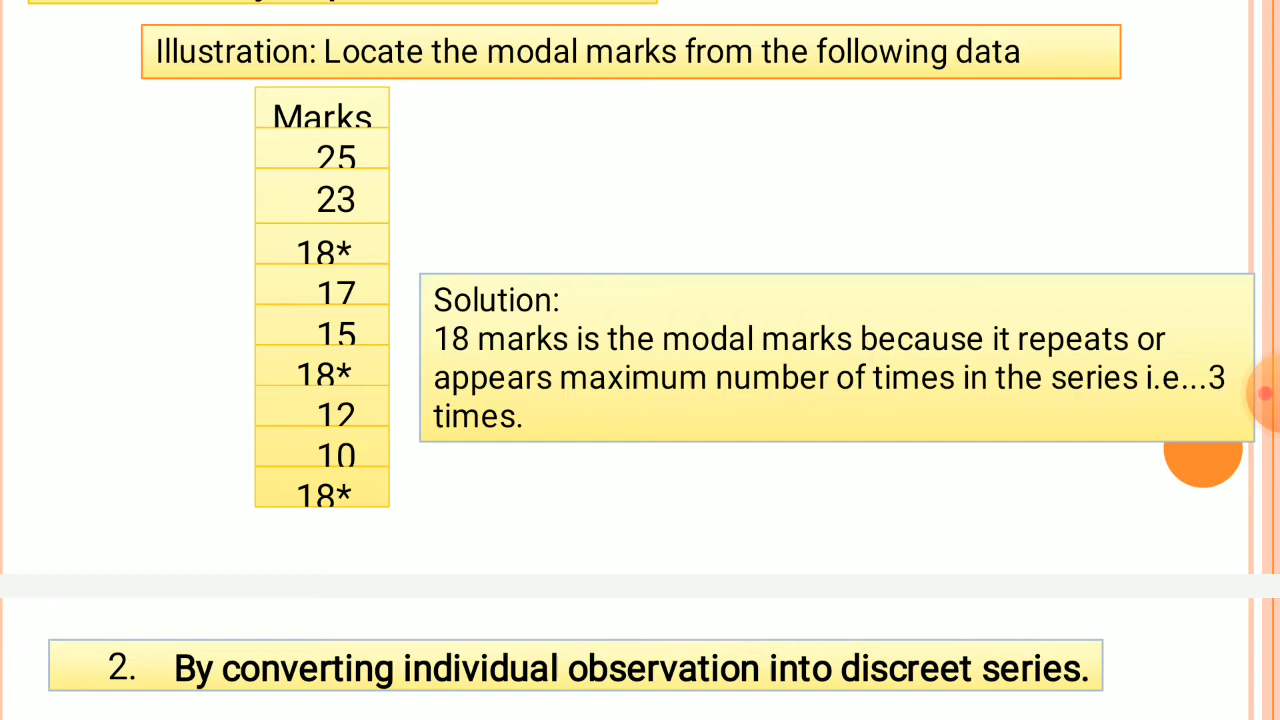 Illustration: Locate the modal marks from the following data
Marks
25
23
18*
17
15
18*
12
10
18*
Solution:
18 marks is the modal marks because it repeats or
appears maximum number of times in the series i.e...3
times.
2. By converting individual observation into discreet series.